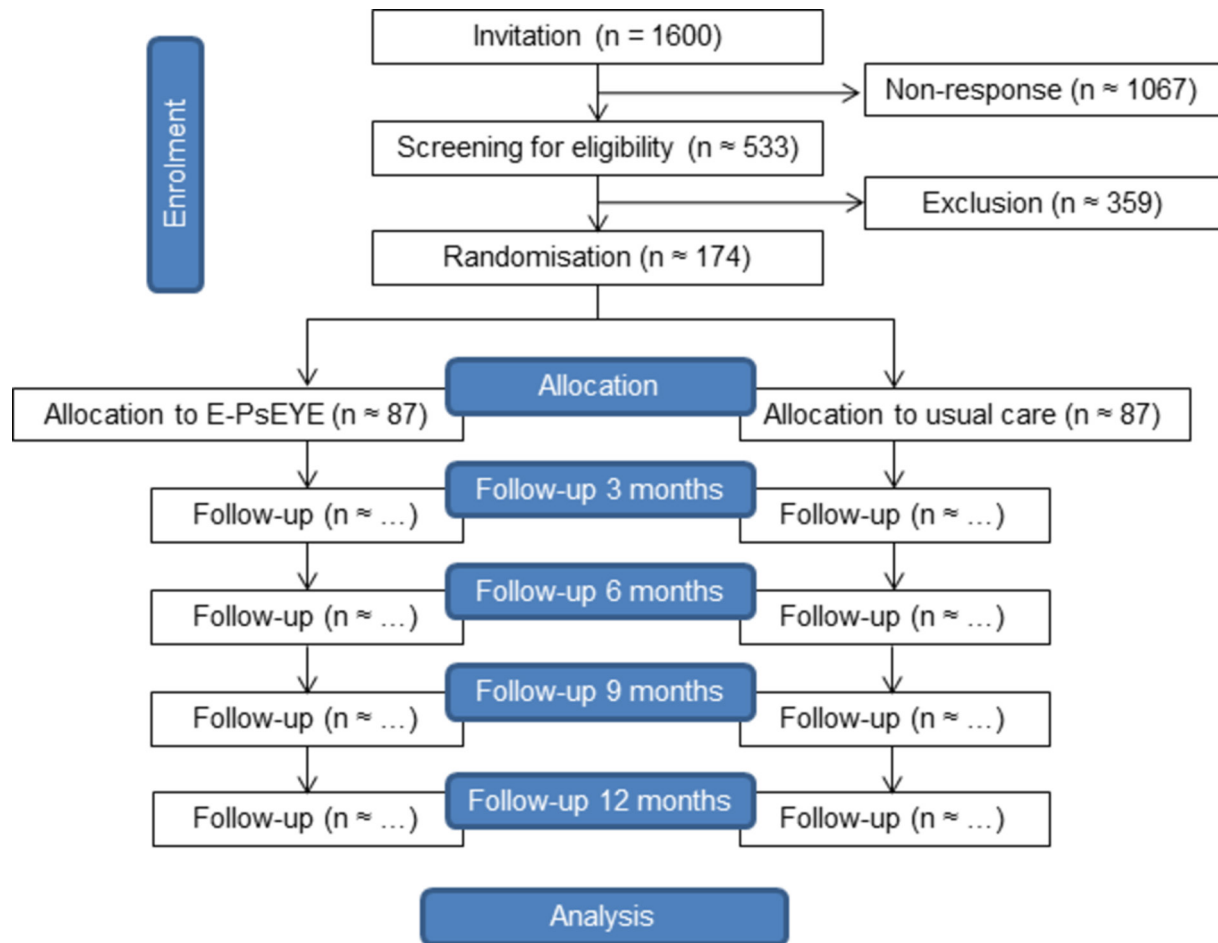 Enrolment
Invitation (n = 1600)
Non-response (n ≈ 1067)
Screening for eligibility (n ≈ 533)
Exclusion (n ≈ 359)
Randomisation (n ≈ 174)
Allocation
Allocation to E-PsEYE (n ≈ 87)
Allocation to usual care (n ≈ 87)
Follow-up 3 months
Follow-up (n ≈ …)
Follow-up (n ≈ …)
Follow-up 6 months
Follow-up (n ≈ …)
Follow-up (n ≈ …)
Follow-up 9 months
Follow-up (n ≈ …)
Follow-up (n ≈ …)
Follow-up 12 months
Follow-up (n ≈ …)
Follow-up (n ≈ …)
Analysis